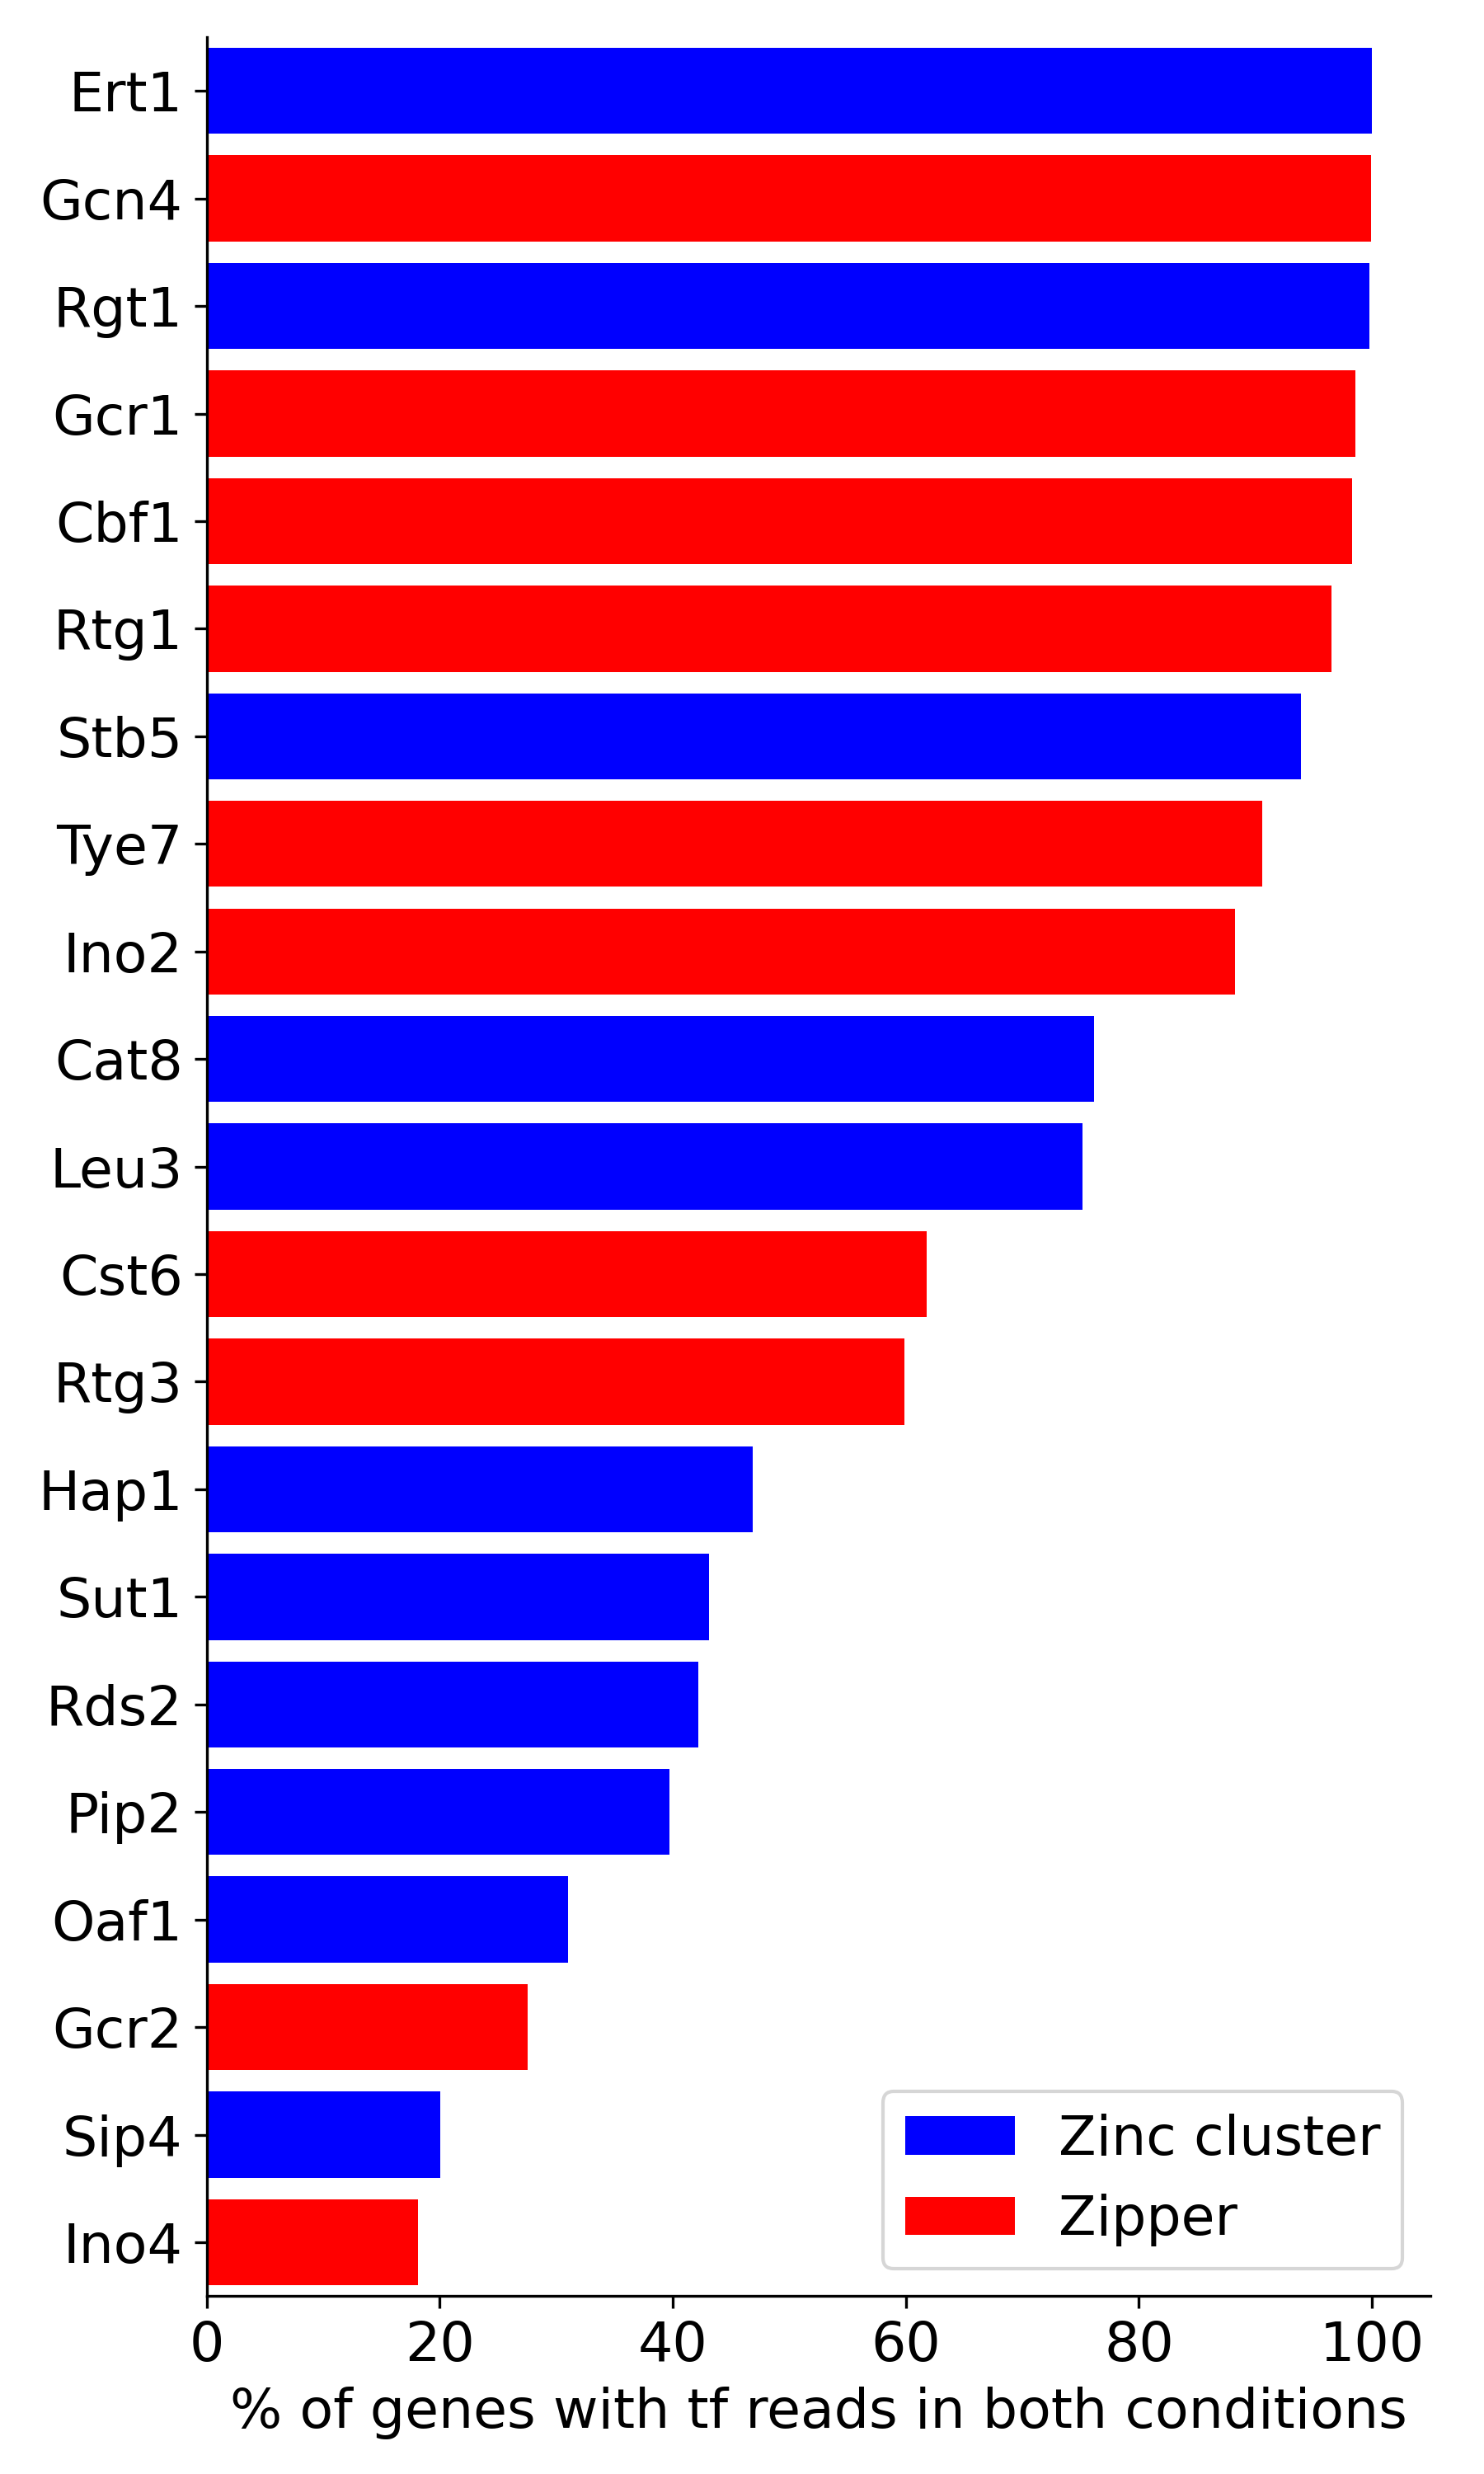 Ert1
Gcn4
Rgt1
Gcr1
Cbf1
Rtg1
Stb5
Tye7
Ino2
Cat8
Leu3
Cst6
Rtg3
Hap1
Sut1
Rds2
Pip2
Oaf1
Gcr2
Sip4
Ino4
Zinc cluster
Zipper
0 20 40 60 80 100
% of genes with tf reads in both conditions